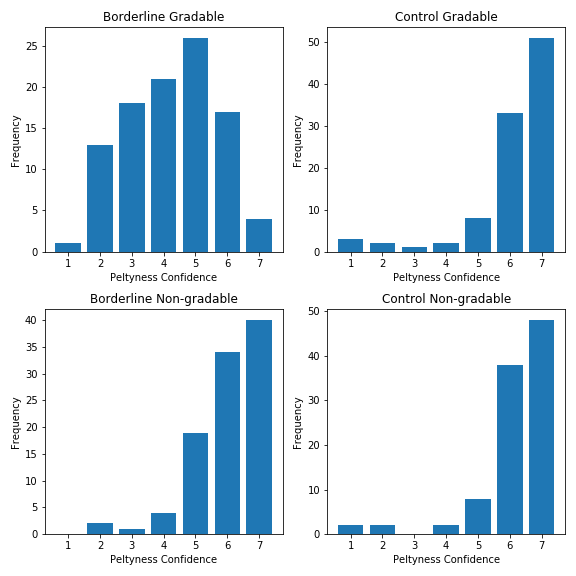 Borderline Gradable
Control Gradable
Frequency
25
20
15
10
5
0
1 2 3 4 5 6 7
Peltyness Confidence
Frequency
50
40
30
20
10
0
1 2 3 4 5 6 7
Peltyness Confidence
Borderline Non-gradable
Control Non-gradable
Frequency
40
35
30
25
20
15
10
5
0
1 2 3 4 5 6 7
Peltyness Confidence
Frequency
50
40
30
20
10
0
1 2 3 4 5 6 7
Peltyness Confidence